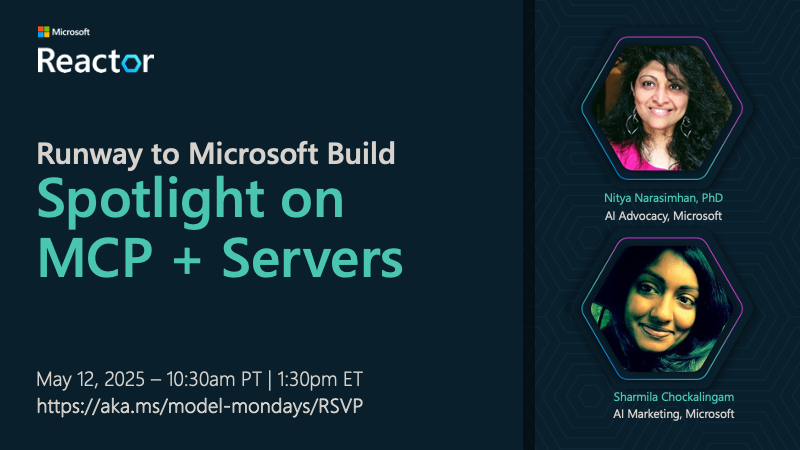 Microsoft
Reactor
Runway to Microsoft Build
Spotlight on
MCP + Servers
May 12, 2025 – 10:30am PT | 1:30pm ET
https://aka.ms/model-mondays/RSVP
Nitya Narasimhan, PhD
AI Advocacy, Microsoft
Sharmila Chockalingam
AI Marketing, Microsoft